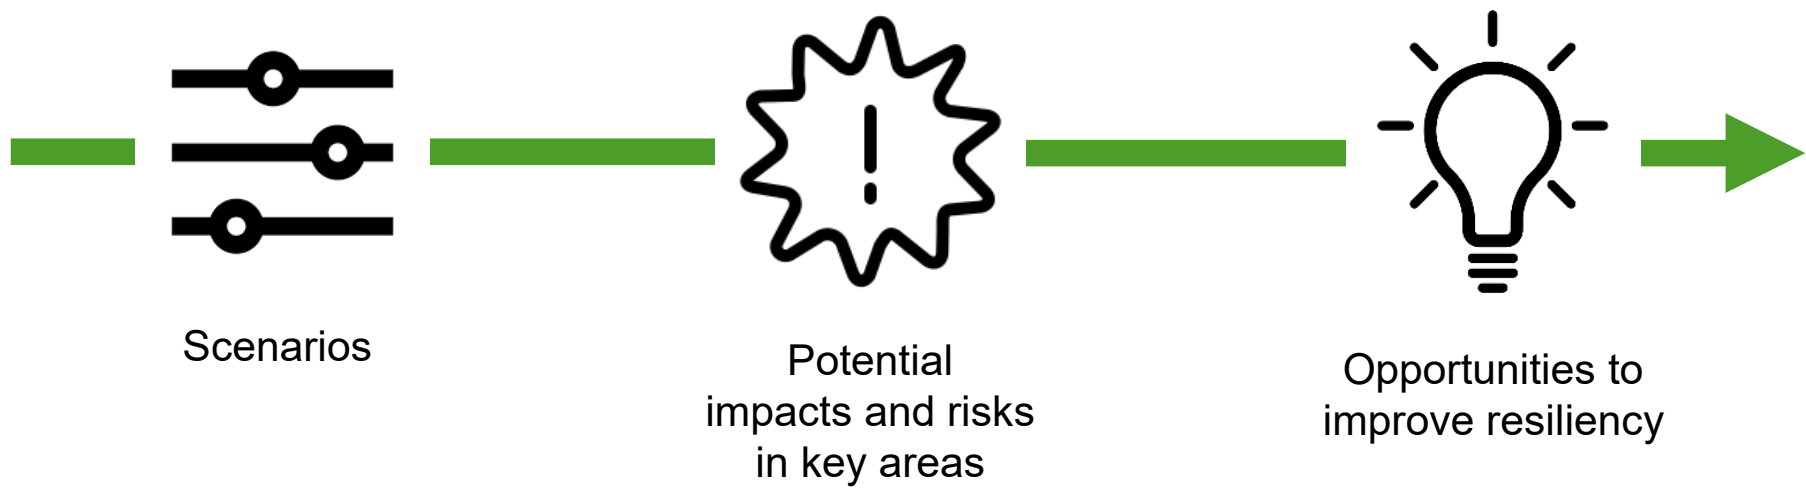 Scenarios
Potential
impacts and risks
in key areas
Opportunities to
improve resiliency